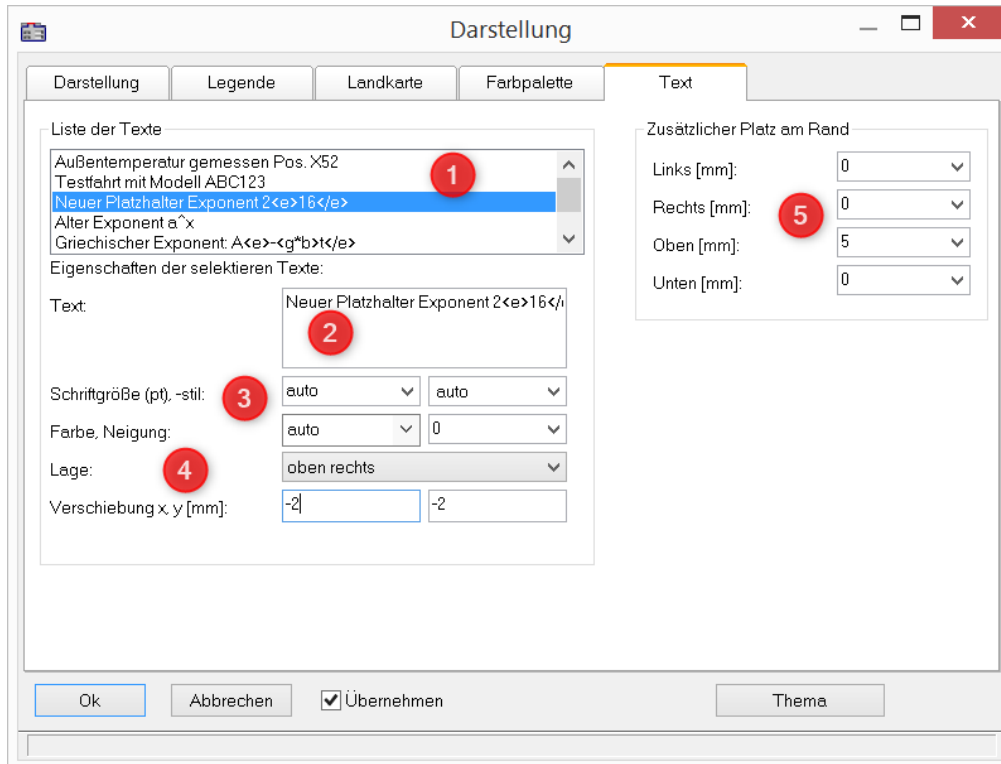 Darstellung
Darstellung Legende Landkarte Farbpalette Text
Liste der Texte
Außentemperatur gemessen Pos. X52
Testfahrt mit Modell ABC123
Neuer Platzhalter Exponent 2<e>16</e>
Alter Exponent a^x
Griechischer Exponent: A<e>-<g*b>t</e>
1
Eigenschaften der selektieren Texte:
Text: Neuer Platzhalter Exponent 2<e>16</
2
Schriftgröße (pt), -stil: 3 auto auto
Farbe, Neigung: auto 0
Lage: 4 oben rechts
Verschiebung x, y [mm]: -2 -2
Zusätzlicher Platz am Rand
Links [mm]: 0
Rechts [mm]: 0
5
Oben [mm]: 5
Unten [mm]: 0
Ok Abbrechen Übernehmen Thema